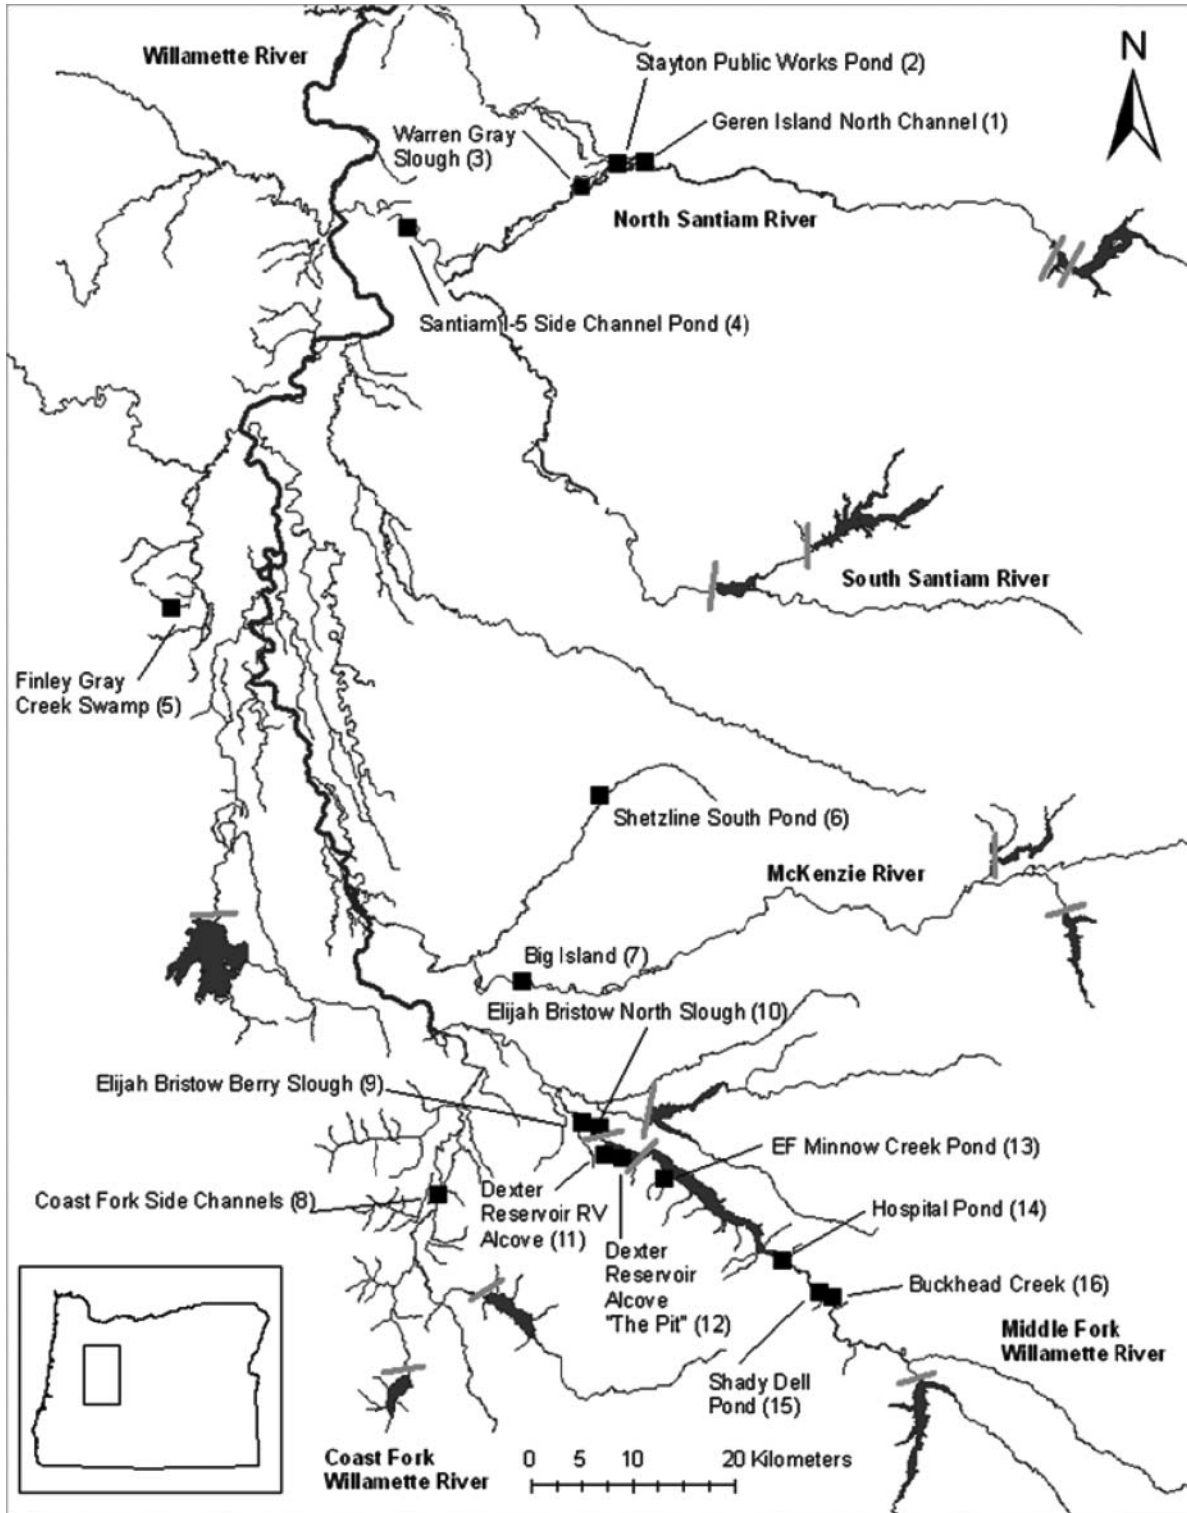 Willamette River
N
Stayton Public Works Pond (2)
Geren Island North Channel (1)
Warren Gray
Slough (3)
North Santiam River
Santiam I-5 Side Channel Pond (4)
South Santiam River
Finley Gray
Creek Swamp (5)
Shetzline South Pond (6)
McKenzie River
Big Island (7)
Elijah Bristow North Slough (10)
Elijah Bristow Berry Slough (9)
EF Minnow Creek Pond (13)
Coast Fork Side Channels (8)
Dexter
Reservoir RV
Alcove (11)
Hospital Pond (14)
Dexter
Reservoir
Alcove
"The Pit" (12)
Buckhead Creek (16)
Middle Fork
Willamette River
Shady Dell
Pond (15)
Coast Fork
Willamette River
0 5 10 20 Kilometers